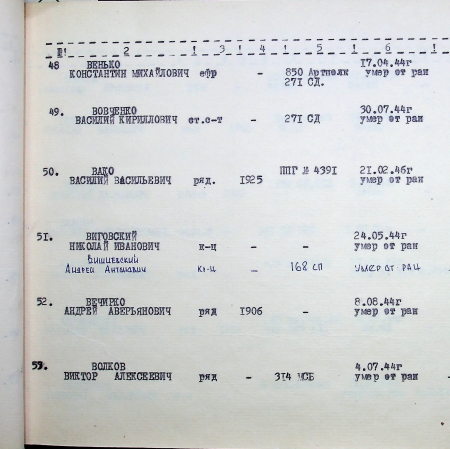 №! 2 ! 3 ! 4 ! 5 ! 6 !
48 ВЕНЬКО 17.04.44г
КОНСТАНТИН МИХАЙЛОВИЧ ефр - 850 Артполк умер от ран
271 СД.
49. ВОВЧЕНКО 30.07.44г
ВАСИЛИЙ КИРИЛЛОВИЧ ст.с-т - 271 СД умер от ран
50. ВАКО ППГ № 4391 21.02.46г
ВАСИЛИЙ ВАСИЛЬЕВИЧ ряд. 1925 умер от ран
51. ВИГОВСКИЙ 24.05.44г
НИКОЛАЙ ИВАНОВИЧ к-ц - - умер от ран
Вишневский
Андрей Антонович Кр-ц - 168 СП УМЕР ОТ РАН
52. ВЕЧИРКО 8.08.44г
АНДРЕЙ АВЕРЬЯНОВИЧ ряд 1906 - умер от ран
53. ВОЛКОВ 4.07.44г
ВИКТОР АЛЕКСЕЕВИЧ ряд - 314 МСБ умер от ран